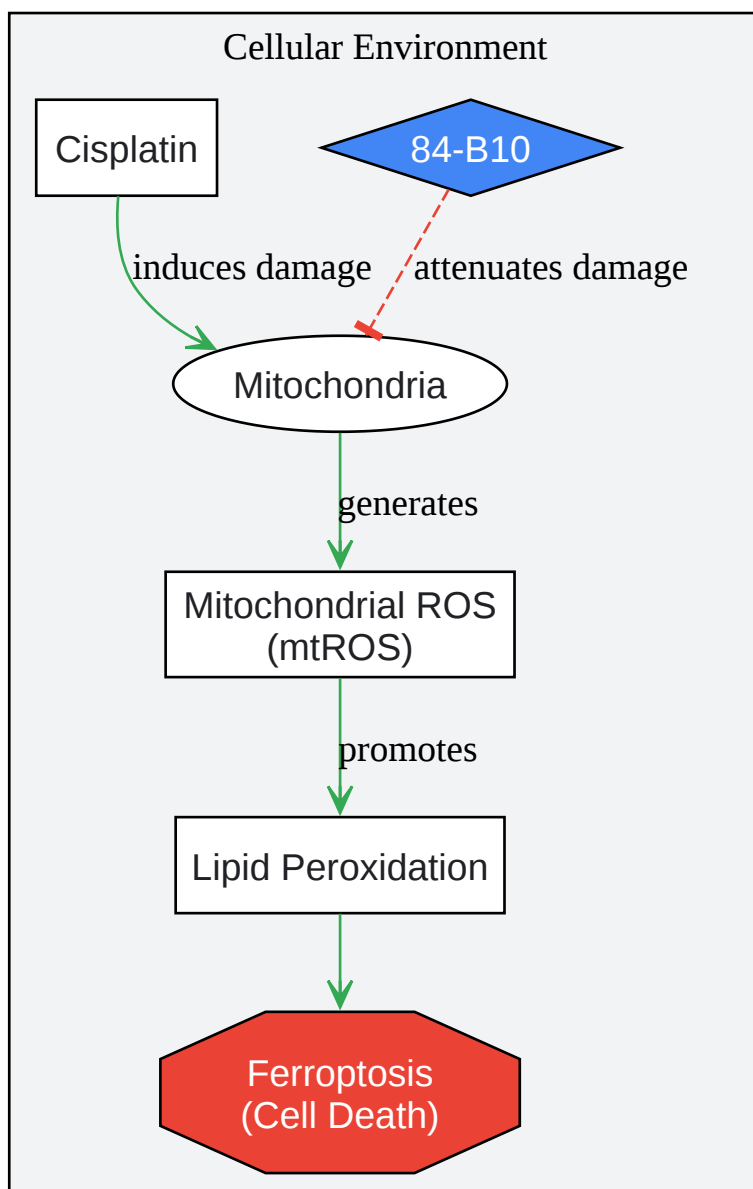 Cellular Environment
Cisplatin
84-B10
induces damage
attenuates damage
Mitochondria
generates
Mitochondrial ROS
(mtROS)
promotes
Lipid Peroxidation
Ferroptosis
(Cell Death)